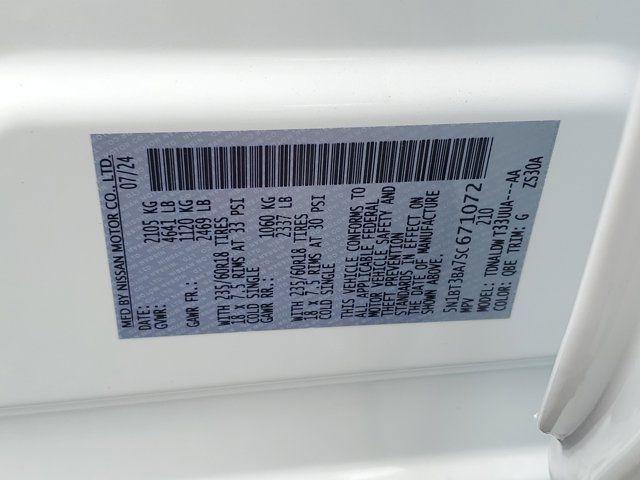 MFD BY NISSAN MOTOR CO., LTD.
07/24
GVWR: 2105 KG
4641 LB
GAWR FR.: 1120 KG
2469 LB
WITH 235/60R18 TIRES
18 x 7.5 RIMS AT 33 PSI
COLD SINGLE
GAWR RR.: 1060 KG
2337 LB
WITH 235/60R18 TIRES
18 x 7.5 RIMS AT 30 PSI
COLD SINGLE
THIS VEHICLE CONFORMS TO
ALL APPLICABLE FEDERAL
MOTOR VEHICLE SAFETY AND
THEFT PREVENTION
STANDARDS IN EFFECT ON
THE DATE OF MANUFACTURE
SHOWN ABOVE.
5N1BT3BA7SC671072
MPV 210
MODEL: TDMALDWT33UUA---AA
COLOR: QBE TRIM: G ZS30A